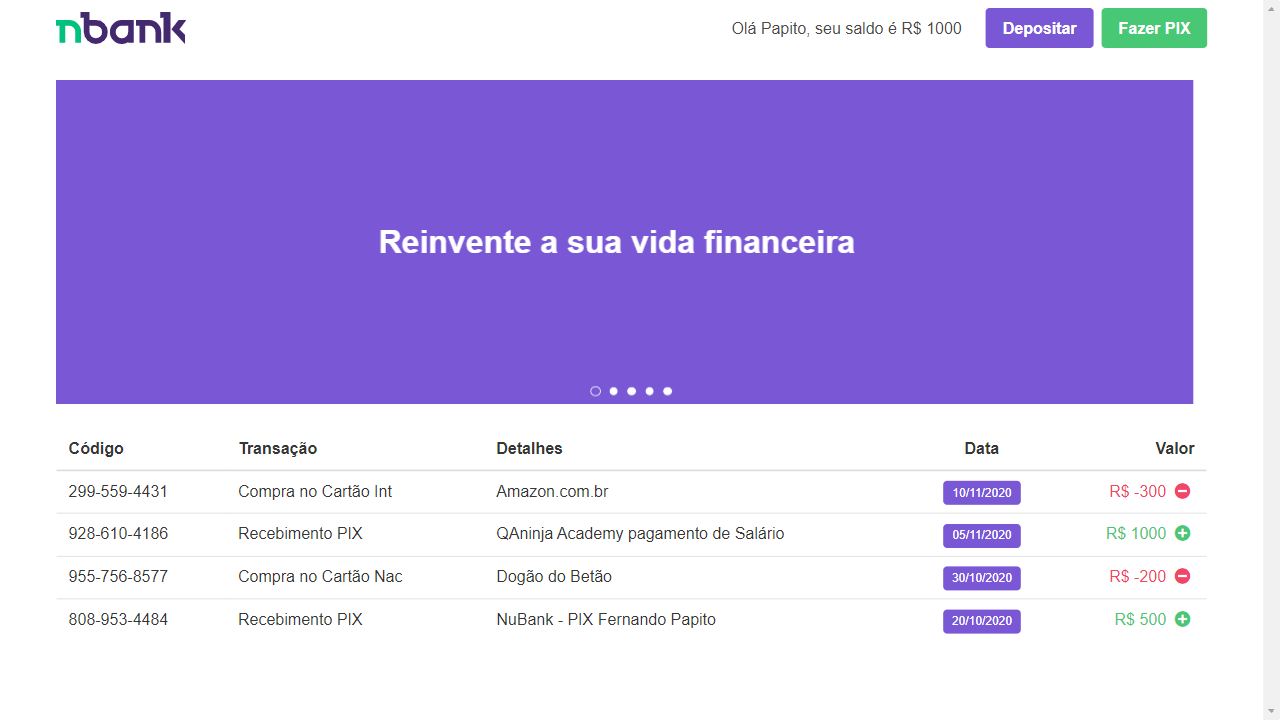 nbank
Olá Papito, seu saldo é R$ 1000 Depositar Fazer PIX
Reinvente a sua vida financeira
Código Transação Detalhes Data Valor
299-559-4431 Compra no Cartão Int Amazon.com.br 10/11/2020 R$ -300
928-610-4186 Recebimento PIX QAninja Academy pagamento de Salário 05/11/2020 R$ 1000
955-756-8577 Compra no Cartão Nac Dogão do Betão 30/10/2020 R$ -200
808-953-4484 Recebimento PIX NuBank - PIX Fernando Papito 20/10/2020 R$ 500